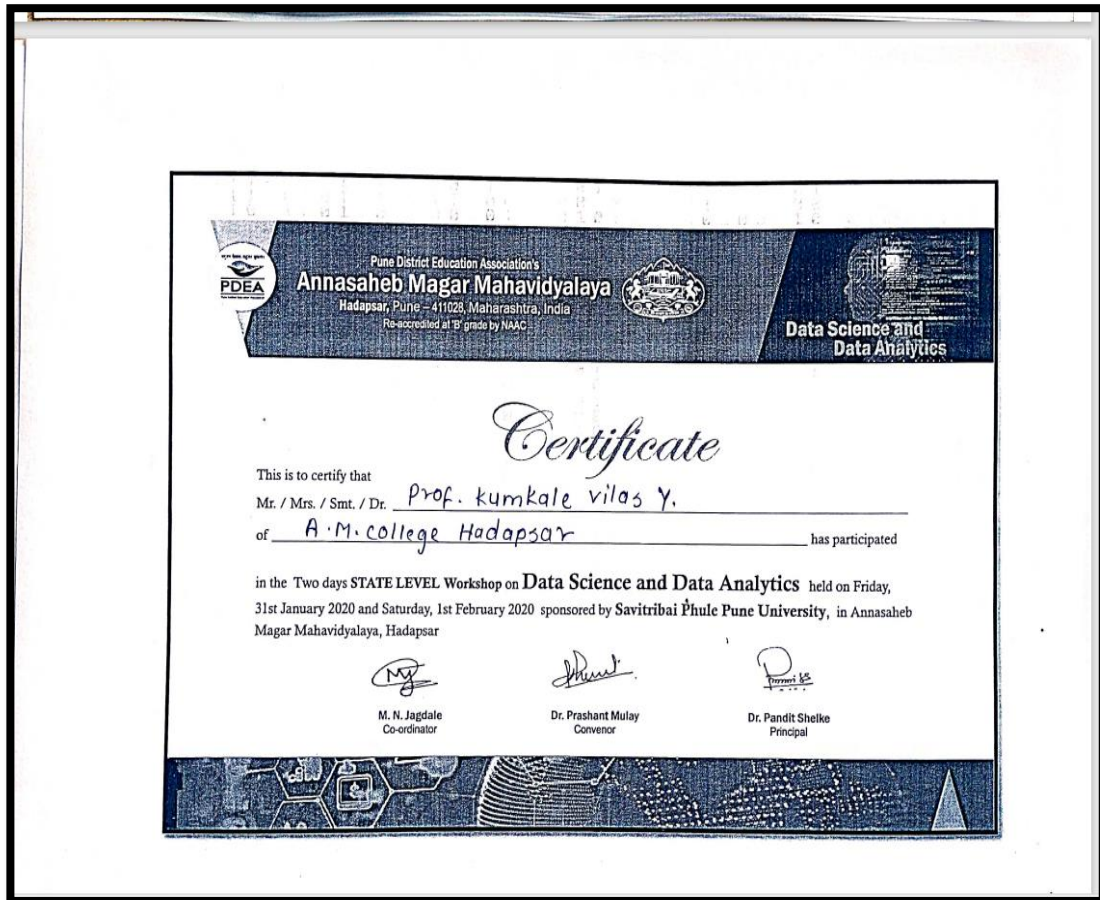 PDEA
Pune District Education Association's
Annasaheb Magar Mahavidyalaya
Hadapsar, Pune – 411028, Maharashtra, India
Re-accredited at 'B' grade by NAAC
Data Science and
Data Analytics
Certificate
This is to certify that
Mr. / Mrs. / Smt. / Dr. Prof. Kumkale Vilas Y.
of A.M. College Hadapsar has participated
in the Two days STATE LEVEL Workshop on Data Science and Data Analytics held on Friday,
31st January 2020 and Saturday, 1st February 2020 sponsored by Savitribai Phule Pune University, in Annasaheb
Magar Mahavidyalaya, Hadapsar
M. N. Jagdale
Co-ordinator
Dr. Prashant Mulay
Convenor
Dr. Pandit Shelke
Principal